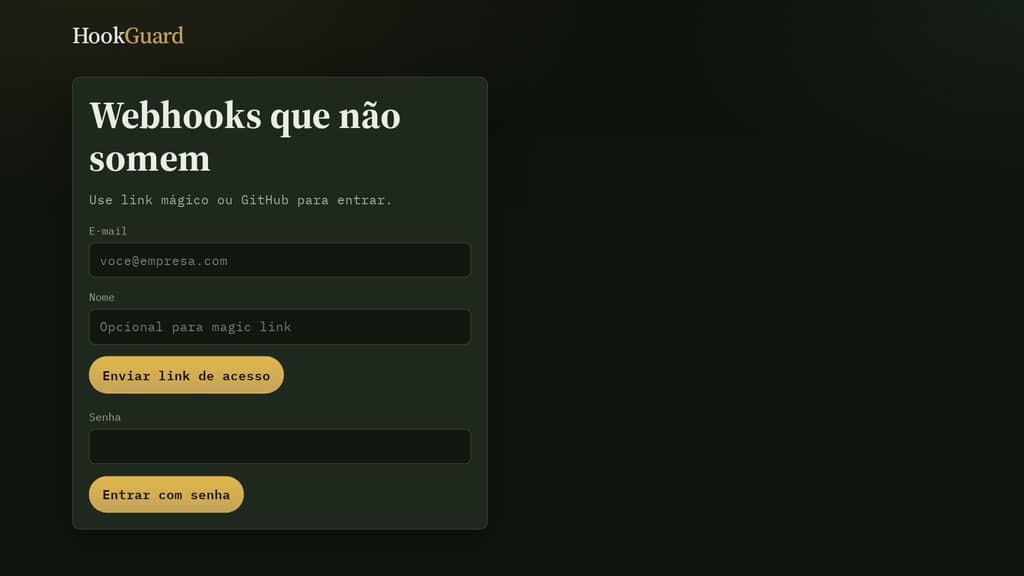 HookGuard
Webhooks que não
somem
Use link mágico ou GitHub para entrar.
E-mail
voce@empresa.com
Nome
Opcional para magic link
Enviar link de acesso
Senha
Entrar com senha